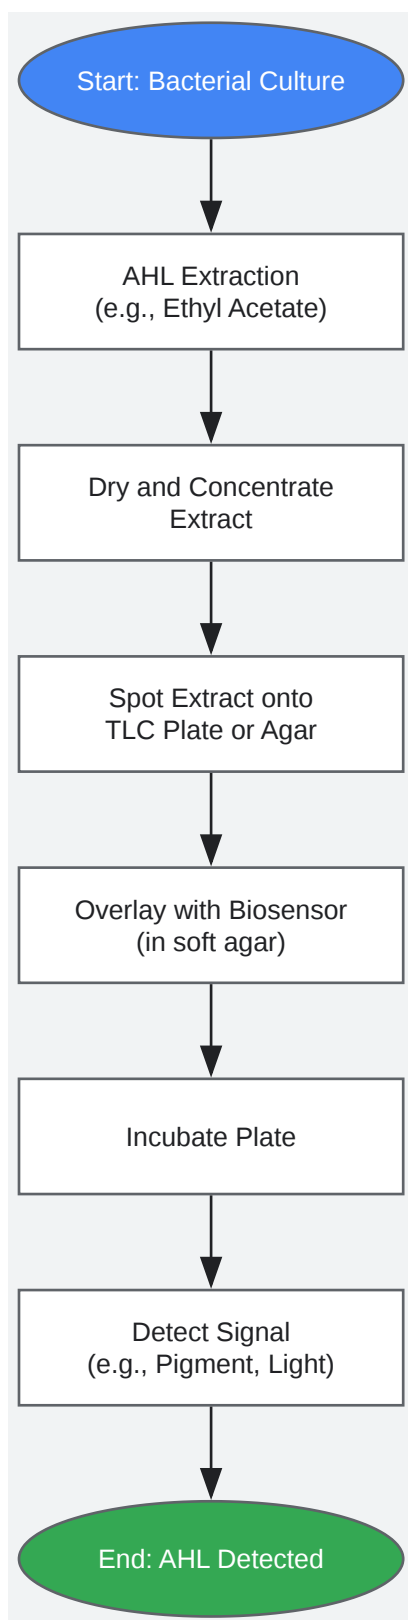 Start: Bacterial Culture
AHL Extraction
(e.g., Ethyl Acetate)
Dry and Concentrate
Extract
Spot Extract onto
TLC Plate or Agar
Overlay with Biosensor
(in soft agar)
Incubate Plate
Detect Signal
(e.g., Pigment, Light)
End: AHL Detected